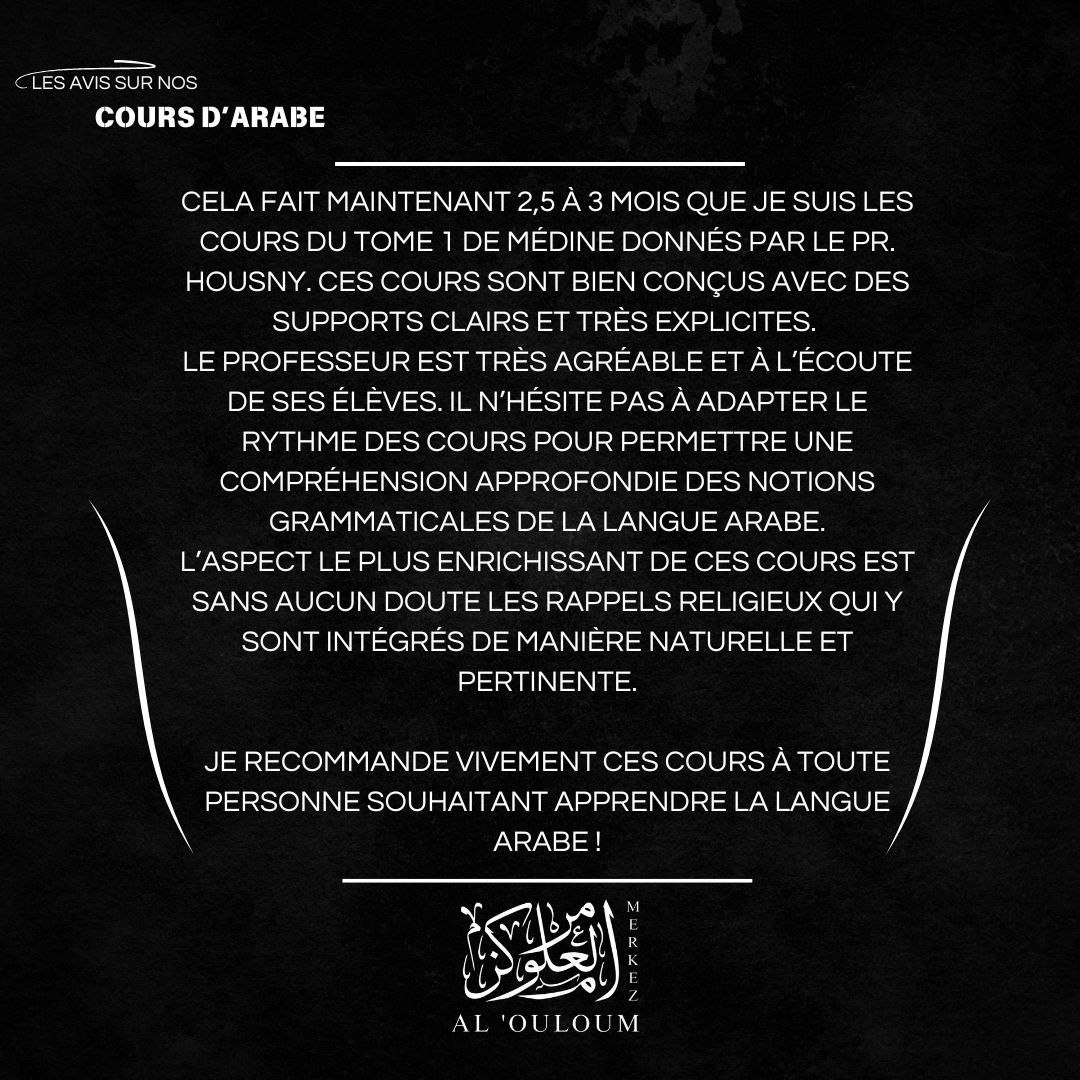 LES AVIS SUR NOS
COURS D'ARABE
CELA FAIT MAINTENANT 2,5 À 3 MOIS QUE JE SUIS LES
COURS DU TOME 1 DE MÉDINE DONNÉS PAR LE PR.
HOUSNY. CES COURS SONT BIEN CONÇUS AVEC DES
SUPPORTS CLAIRS ET TRÈS EXPLICITES.
LE PROFESSEUR EST TRÈS AGRÉABLE ET À L'ÉCOUTE
DE SES ÉLÈVES. IL N'HÉSITE PAS À ADAPTER LE
RYTHME DES COURS POUR PERMETTRE UNE
COMPRÉHENSION APPROFONDIE DES NOTIONS
GRAMMATICALES DE LA LANGUE ARABE.
L'ASPECT LE PLUS ENRICHISSANT DE CES COURS EST
SANS AUCUN DOUTE LES RAPPELS RELIGIEUX QUI Y
SONT INTÉGRÉS DE MANIÈRE NATURELLE ET
PERTINENTE.
JE RECOMMANDE VIVEMENT CES COURS À TOUTE
PERSONNE SOUHAITANT APPRENDRE LA LANGUE
ARABE !
مركز العلوم
MERKEZ
AL 'OULOUM